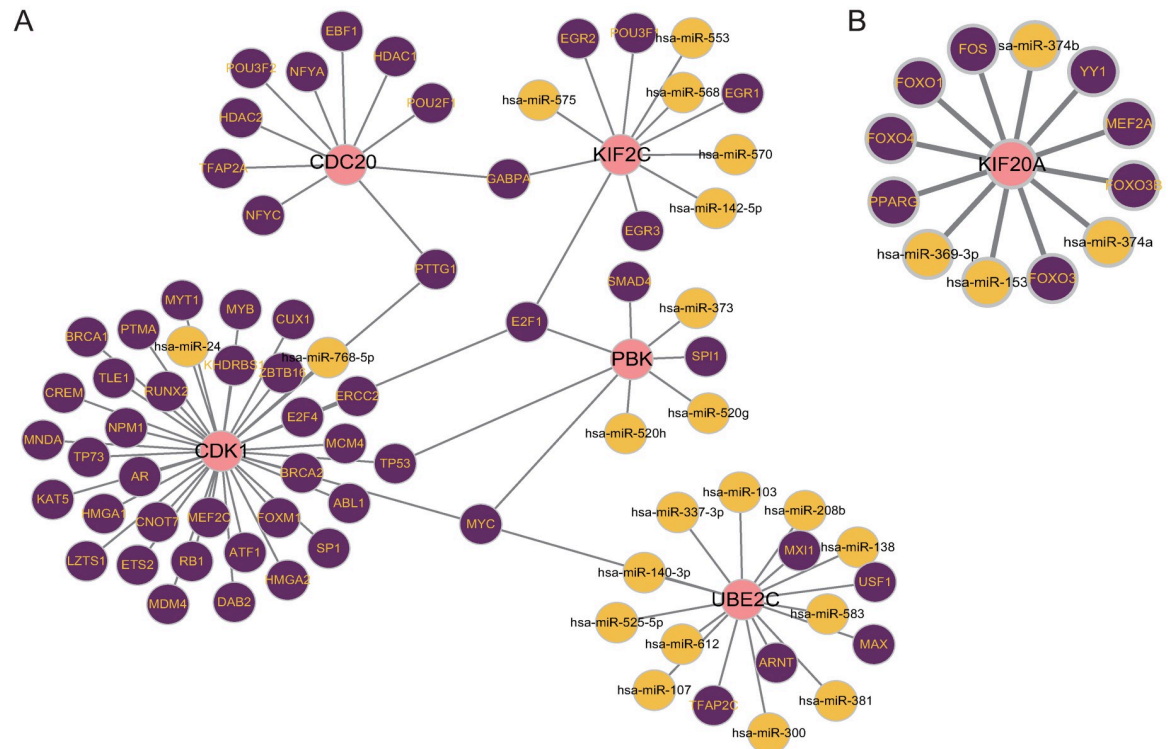 A
B
EBF1
HDAC1
POU3F2
NFYA
POU2F1
HDAC2
CDC20
TFAP2A
NFYC
GABPA
PTTG1
EGR2
POU3F1
hsa-miR-553
hsa-miR-575
hsa-miR-568
EGR1
KIF2C
hsa-miR-570
hsa-miR-142-5p
EGR3
FOS
sa-miR-374b
FOXO1
YY1
FOXO4
MEF2A
KIF20A
PPARG
FOXO3B
hsa-miR-369-3p
hsa-miR-374a
hsa-miR-153
FOXO3
SMAD4
hsa-miR-373
E2F1
PBK
SPI1
hsa-miR-520g
hsa-miR-520h
MYT1
MYB
CUX1
BRCA1
PTMA
hsa-miR-24
KHDRBS1
hsa-miR-768-5p
ZBTB16
TLE1
RUNX2
CREM
ERCC2
E2F4
NPM1
MNDA
CDK1
MCM4
TP73
TP53
AR
BRCA2
KAT5
HMGA1
ABL1
CNOT7
MEF2C
FOXM1
LZTS1
ETS2
RB1
ATF1
SP1
HMGA2
MDM4
DAB2
MYC
hsa-miR-103
hsa-miR-337-3p
hsa-miR-208b
MXI1
hsa-miR-138
hsa-miR-140-3p
USF1
UBE2C
hsa-miR-525-5p
hsa-miR-583
hsa-miR-612
MAX
ARNT
hsa-miR-107
TFAP2C
hsa-miR-381
hsa-miR-300